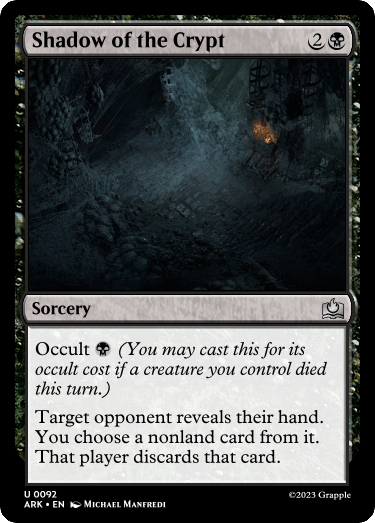 Shadow of the Crypt 2
Sorcery
Occult (You may cast this for its
occult cost if a creature you control died
this turn.)
Target opponent reveals their hand.
You choose a nonland card from it.
That player discards that card.
U 0092
ARK • EN Michael Manfredi
©2023 Grapple